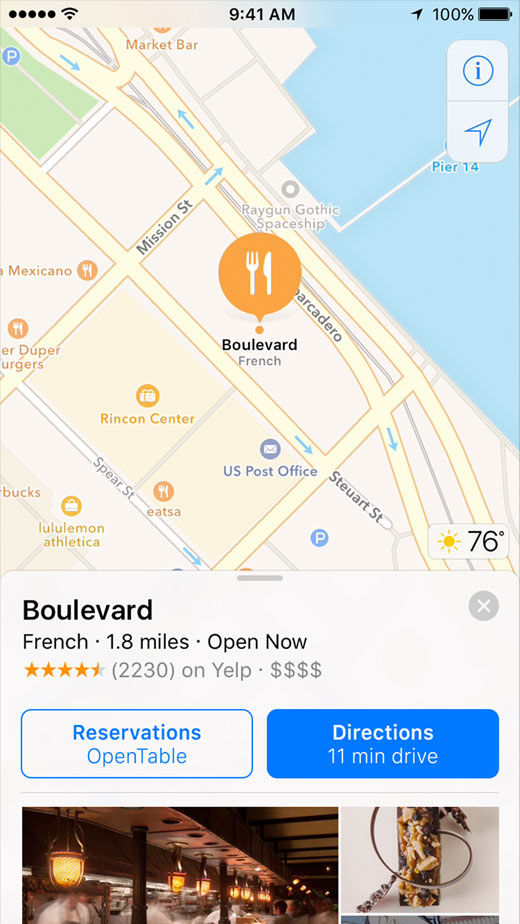 9:41 AM
100%
Market Bar
P
i
Pier 14
Raygun Gothic
Spaceship
Mission St
a Mexicano
arcadero
Boulevard
French
er Duper
urgers
Rincon Center
US Post Office
Spear St
Steuart St
rbucks
eatsa
lululemon
athletica
P
76°
Boulevard
French · 1.8 miles · Open Now
(2230) on Yelp · $$$$
Reservations
OpenTable
Directions
11 min drive